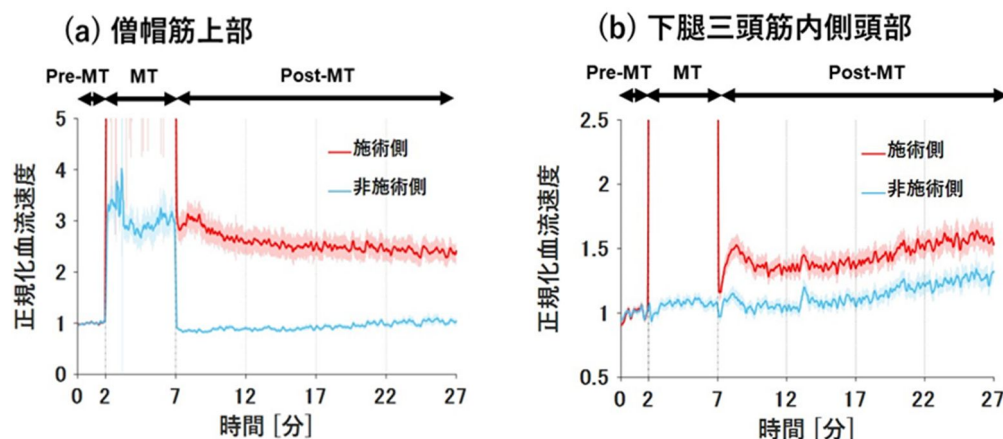 (a) 僧帽筋上部
Pre-MT MT Post-MT
5
4
3
2
1
0
正規化血流速度
施術側
非施術側
0 2 7 12 17 22 27
時間 [分]
(b) 下腿三頭筋内側頭部
Pre-MT MT Post-MT
2.5
2
1.5
1
0.5
正規化血流速度
施術側
非施術側
0 2 7 12 17 22 27
時間 [分]